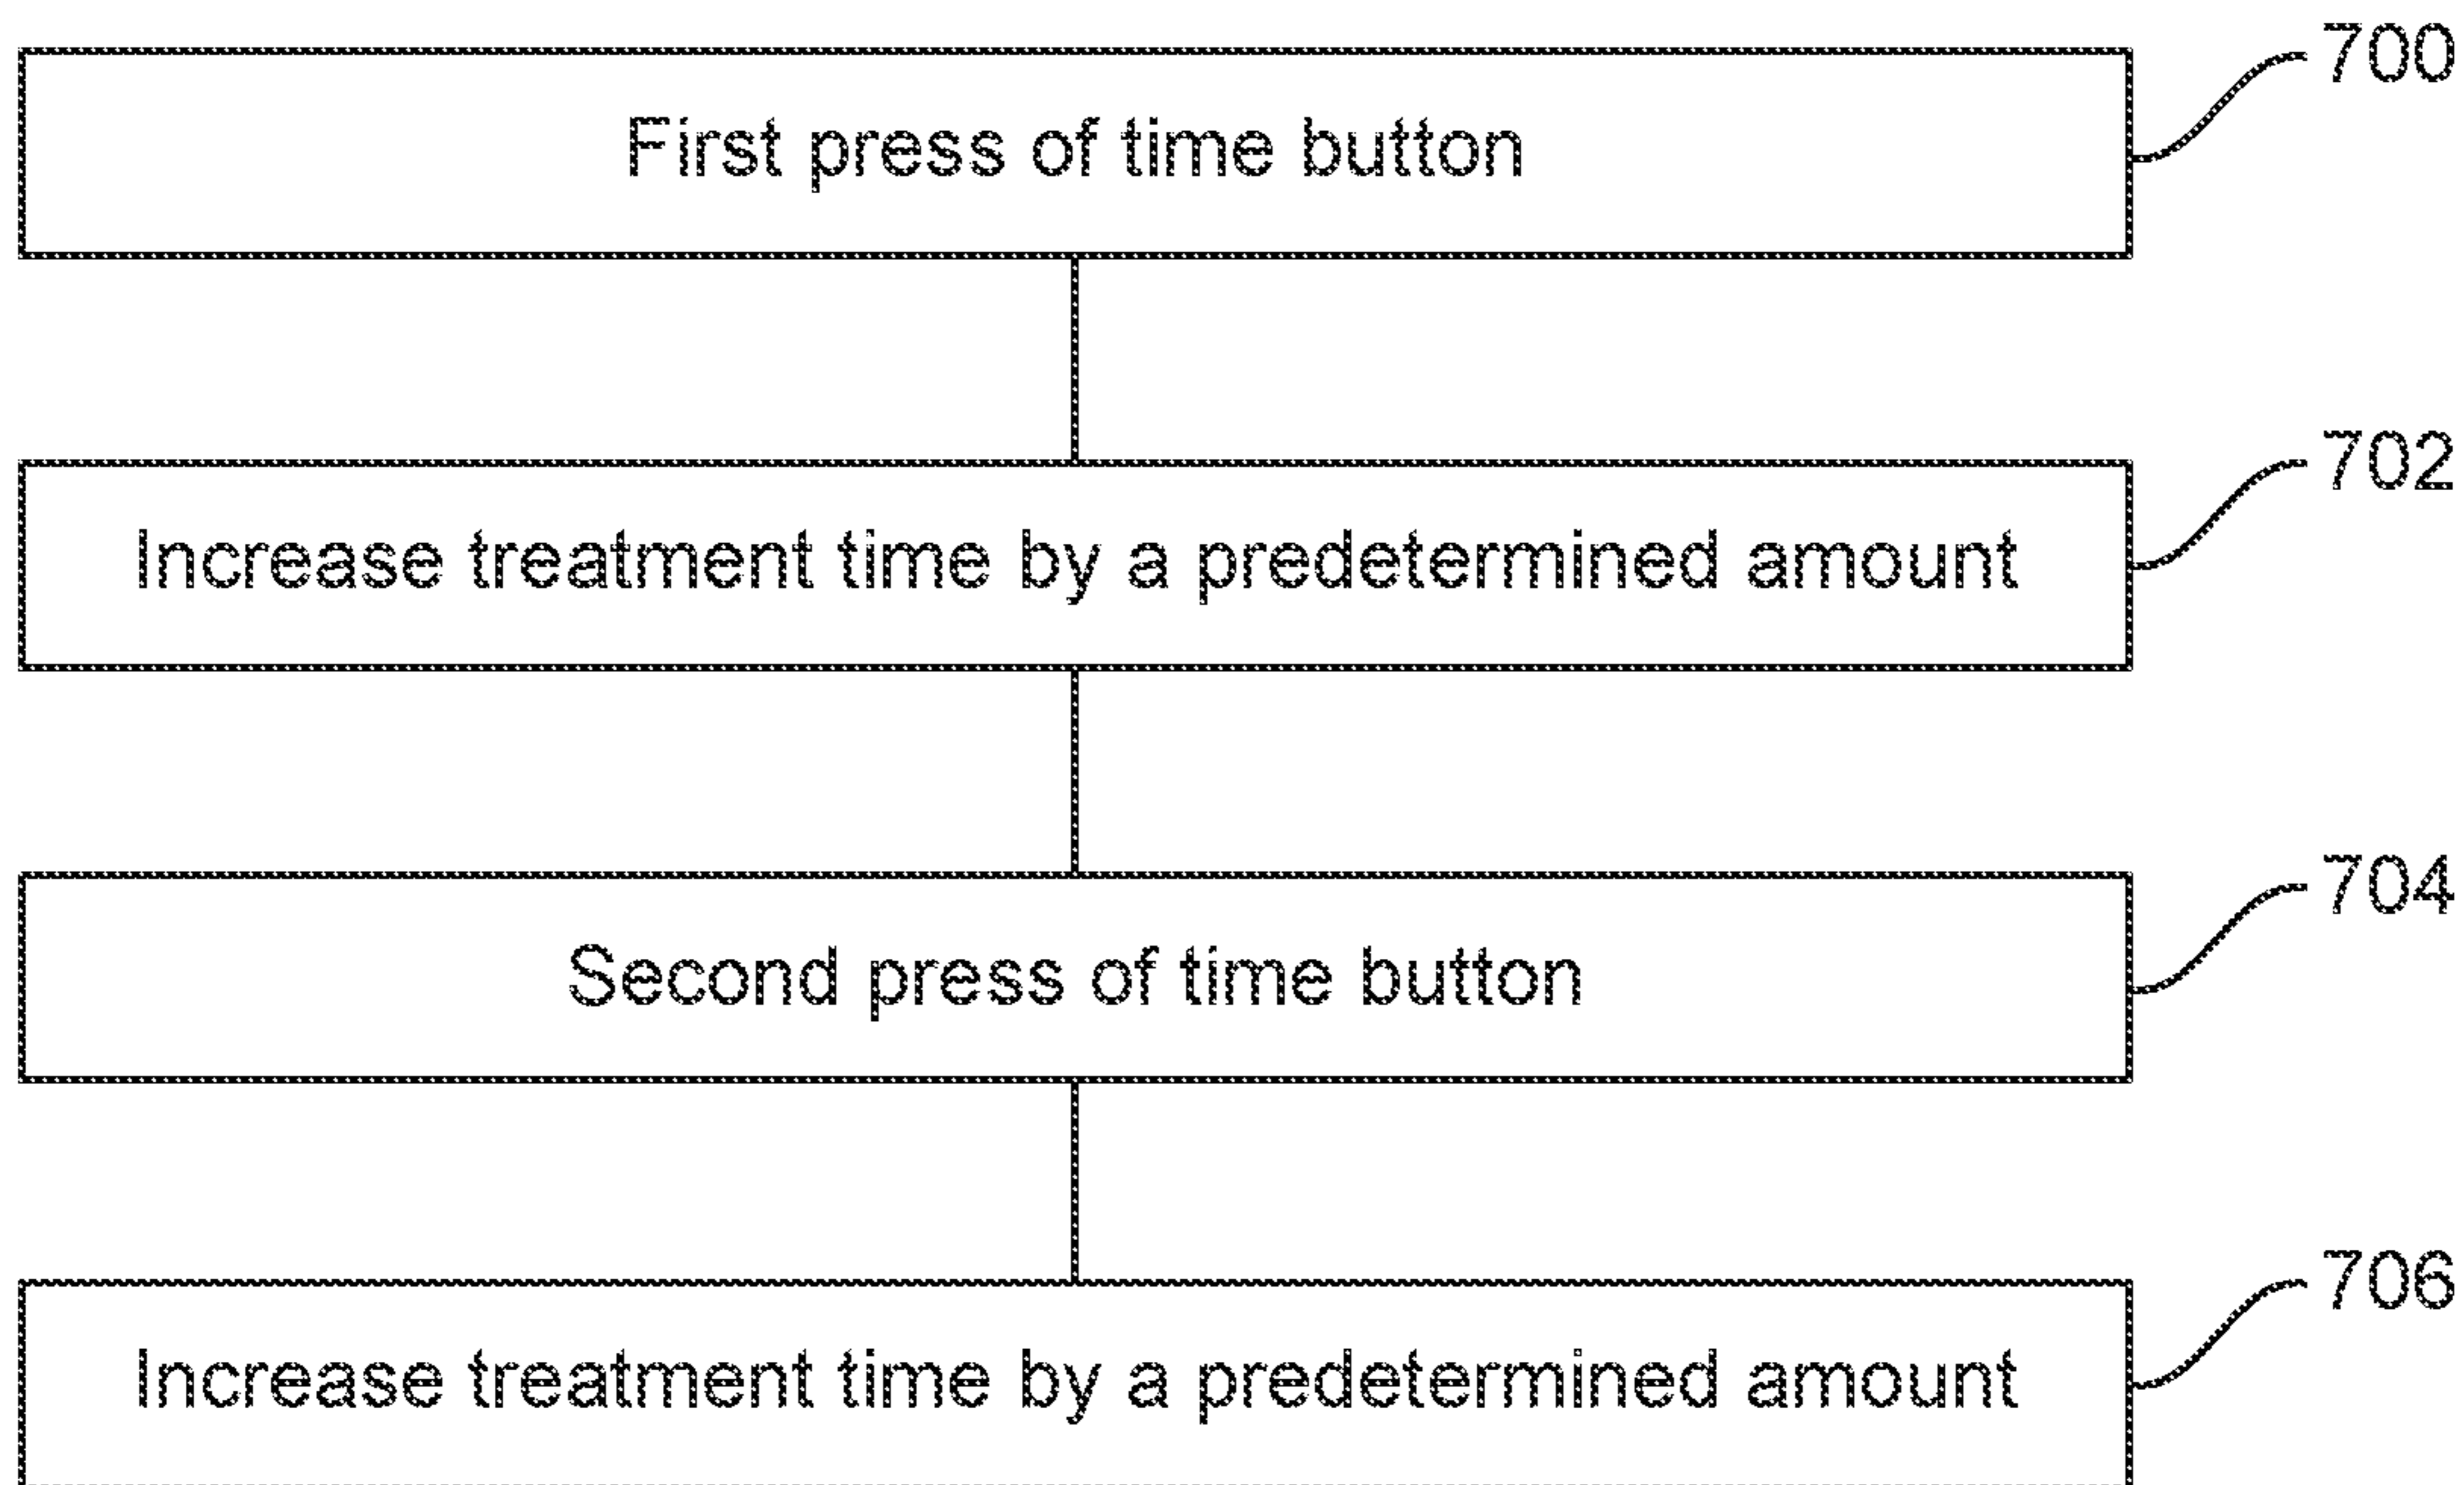 700
First press of time button
702
Increase treatment time by a predetermined amount
704
Second press of time button
706
Increase treatment time by a predetermined amount